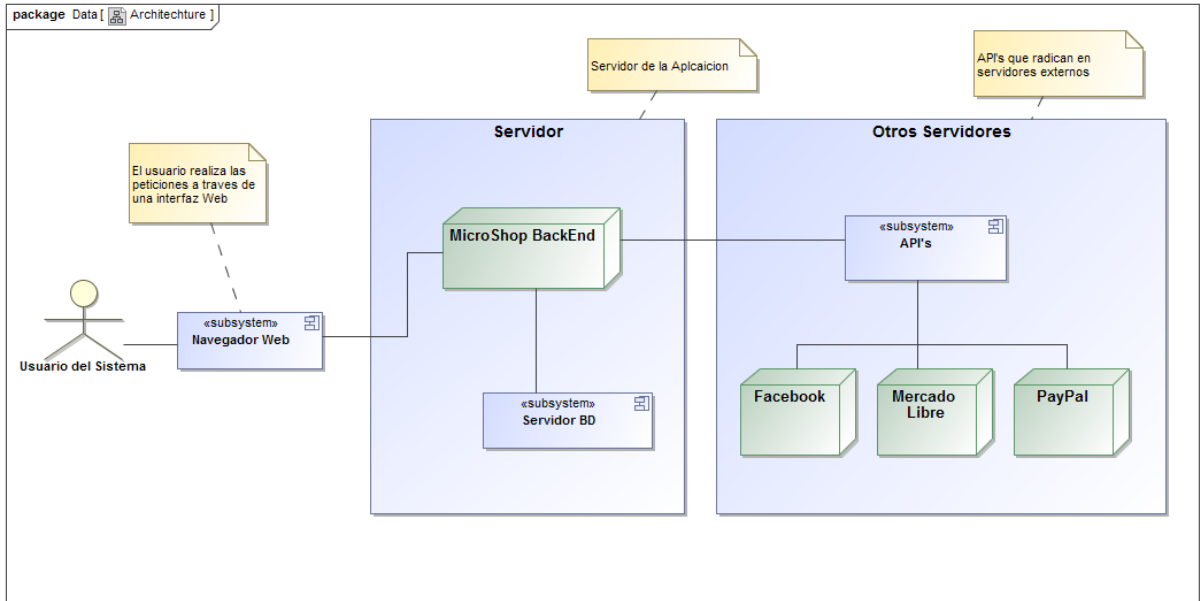 package Data [ Architechture ]
Servidor de la Aplcaicion
API's que radican en
servidores externos
El usuario realiza las
peticiones a traves de
una interfaz Web
Servidor
Otros Servidores
MicroShop BackEnd
«subsystem»
API's
«subsystem»
Navegador Web
Usuario del Sistema
«subsystem»
Servidor BD
Facebook
Mercado
Libre
PayPal